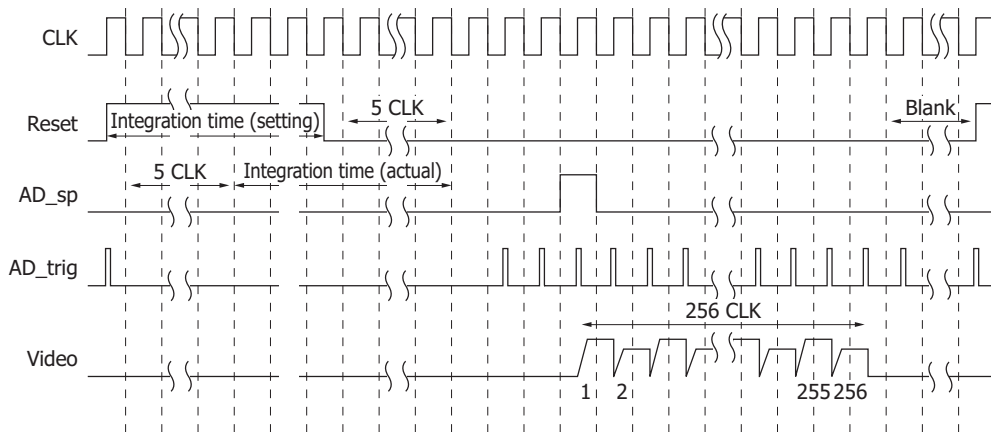 CLK
Reset
Integration time (setting)
5 CLK
Blank
5 CLK
Integration time (actual)
AD_sp
AD_trig
256 CLK
Video
1 2 255 256